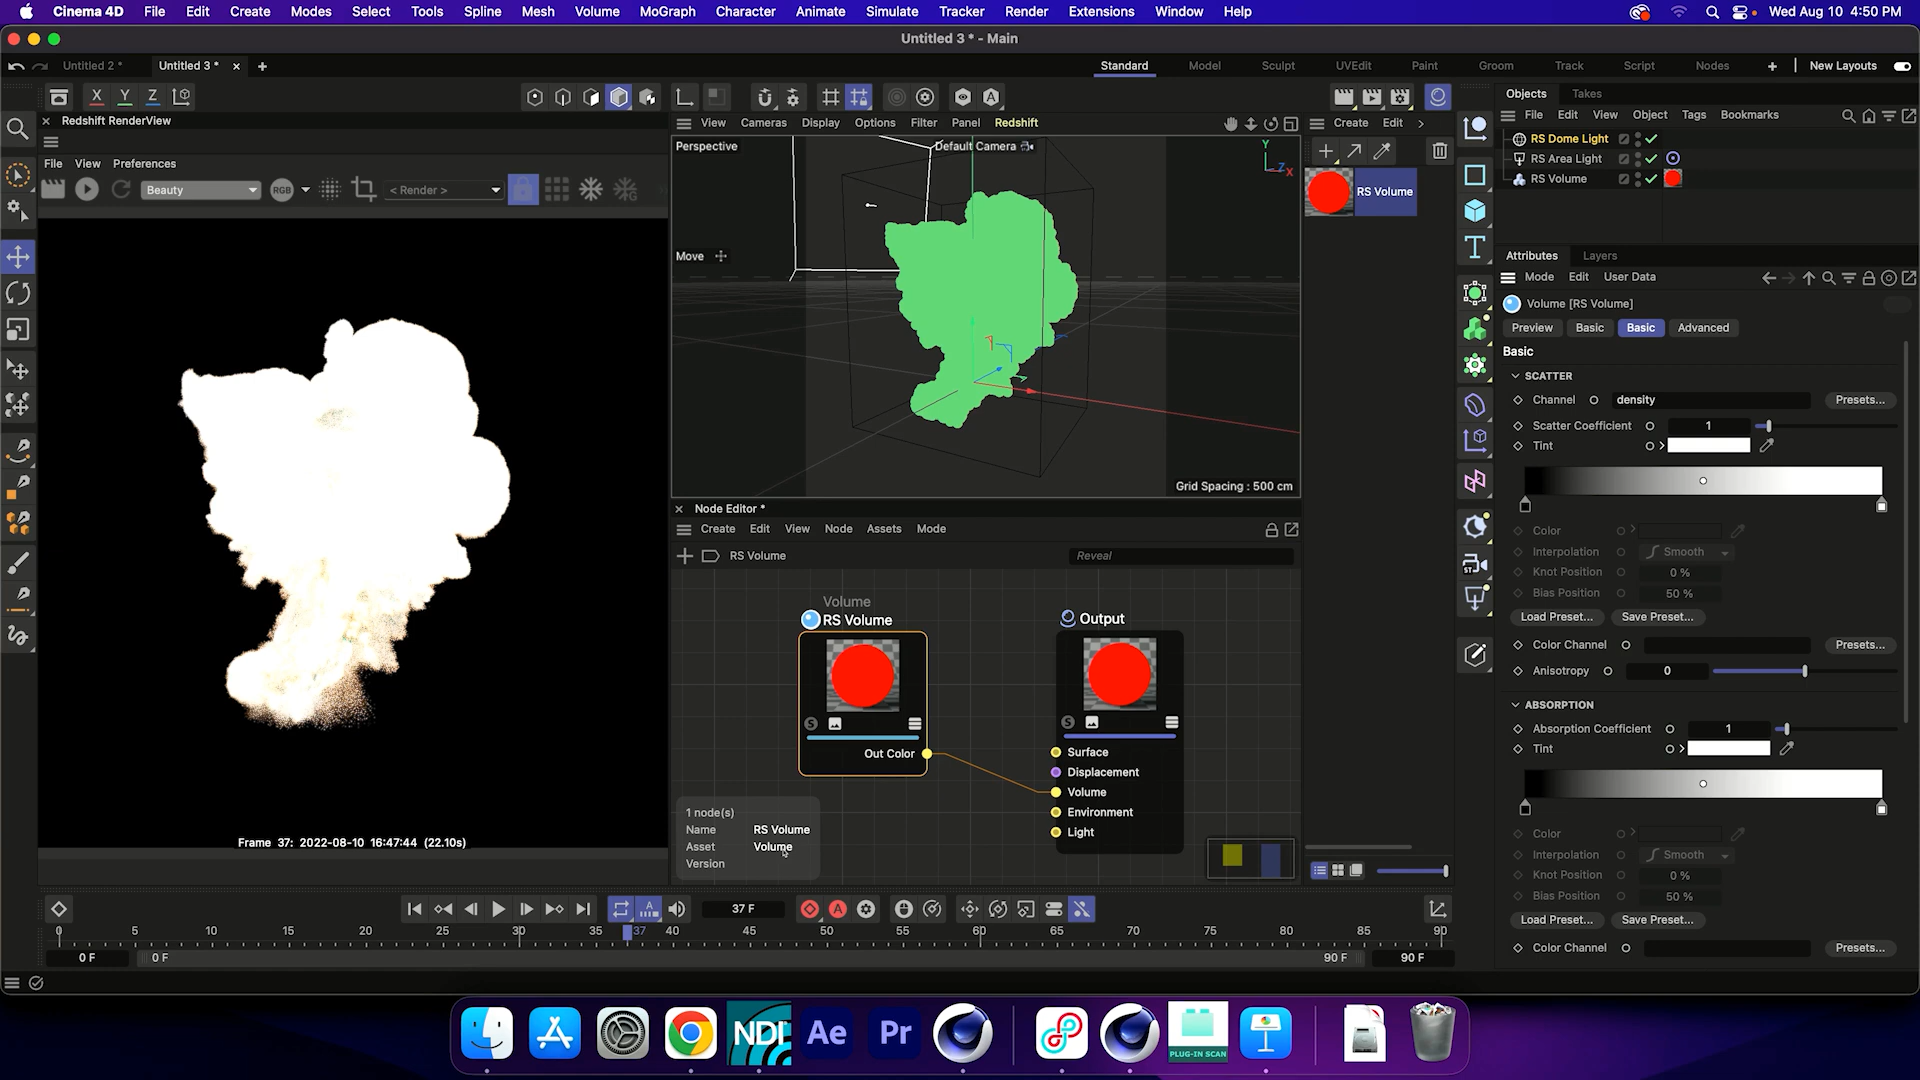 Cinema 4D File Edit Create Modes Select Tools Spline Mesh Volume MoGraph Character Animate Simulate Tracker Render Extensions Window Help Wed Aug 10 4:50 PM
Untitled 3 * - Main
Untitled 2 * Untitled 3 * Standard Model Sculpt UVEdit Paint Groom Track Script Nodes New Layouts
X Y Z
Redshift RenderView
File View Preferences
Beauty RGB < Render >
Frame 37: 2022-08-10 16:47:44 (22.10s)
View Cameras Display Options Filter Panel Redshift
Perspective Default Camera
Y Z X
Move
Grid Spacing : 500 cm
Create Edit
RS Volume
Node Editor *
Create Edit View Node Assets Mode
RS Volume Reveal
Volume
RS Volume
S
Out Color
Output
S
Surface
Displacement
Volume
Environment
Light
1 node(s)
Name RS Volume
Asset Volume
Version
Objects Takes
File Edit View Object Tags Bookmarks
RS Dome Light
RS Area Light
RS Volume
Attributes Layers
Mode Edit User Data
Volume [RS Volume]
Preview Basic Basic Advanced
Basic
SCATTER
Channel density Presets...
Scatter Coefficient 1
Tint
Color
Interpolation Smooth
Knot Position 0 %
Bias Position 50 %
Load Preset... Save Preset...
Color Channel Presets...
Anisotropy 0
ABSORPTION
Absorption Coefficient 1
Tint
Color
Interpolation Smooth
Knot Position 0 %
Bias Position 50 %
Load Preset... Save Preset...
Color Channel Presets...
37 F
0 5 10 15 20 25 30 35 37 40 45 50 55 60 65 70 75 80 85 90
0 F 0 F 90 F 90 F
NDI Ae Pr PLUG-IN SCAN